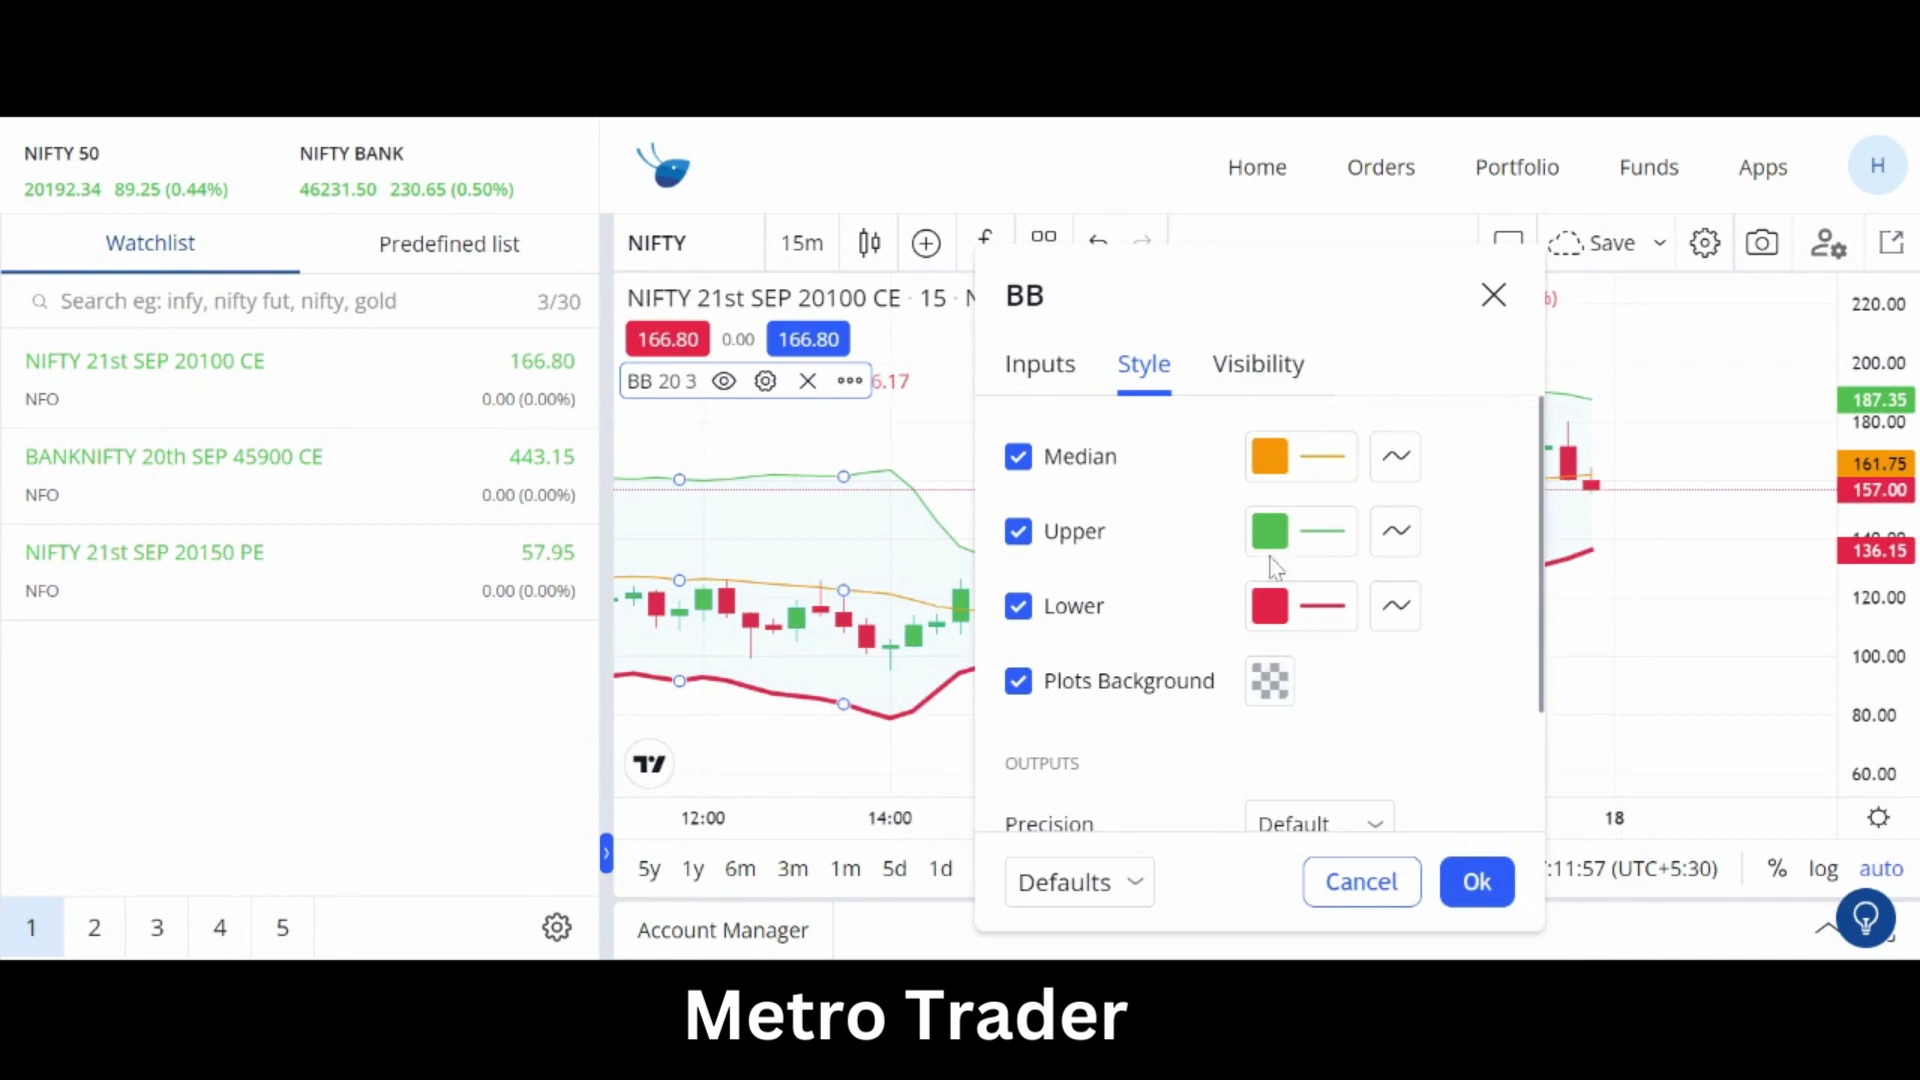 NIFTY 50
NIFTY BANK
20192.34 89.25 (0.44%)
46231.50 230.65 (0.50%)
Home
Orders
Portfolio
Funds
Apps
H
Watchlist
Predefined list
NIFTY
15m
Save
Search eg: infy, nifty fut, nifty, gold
3/30
NIFTY 21st SEP 20100 CE
166.80
NFO
0.00 (0.00%)
BANKNIFTY 20th SEP 45900 CE
443.15
NFO
0.00 (0.00%)
NIFTY 21st SEP 20150 PE
57.95
NFO
0.00 (0.00%)
1
2
3
4
5
NIFTY 21st SEP 20100 CE · 15 ·
166.80
0.00
166.80
BB 20 3
6.17
BB
Inputs
Style
Visibility
Median
Upper
Lower
Plots Background
OUTPUTS
Precision
Default
Defaults
Cancel
Ok
220.00
200.00
187.35
180.00
161.75
157.00
136.15
120.00
100.00
80.00
60.00
12:00
14:00
18
5y
1y
6m
3m
1m
5d
1d
:11:57 (UTC+5:30)
%
log
auto
Account Manager
Metro Trader